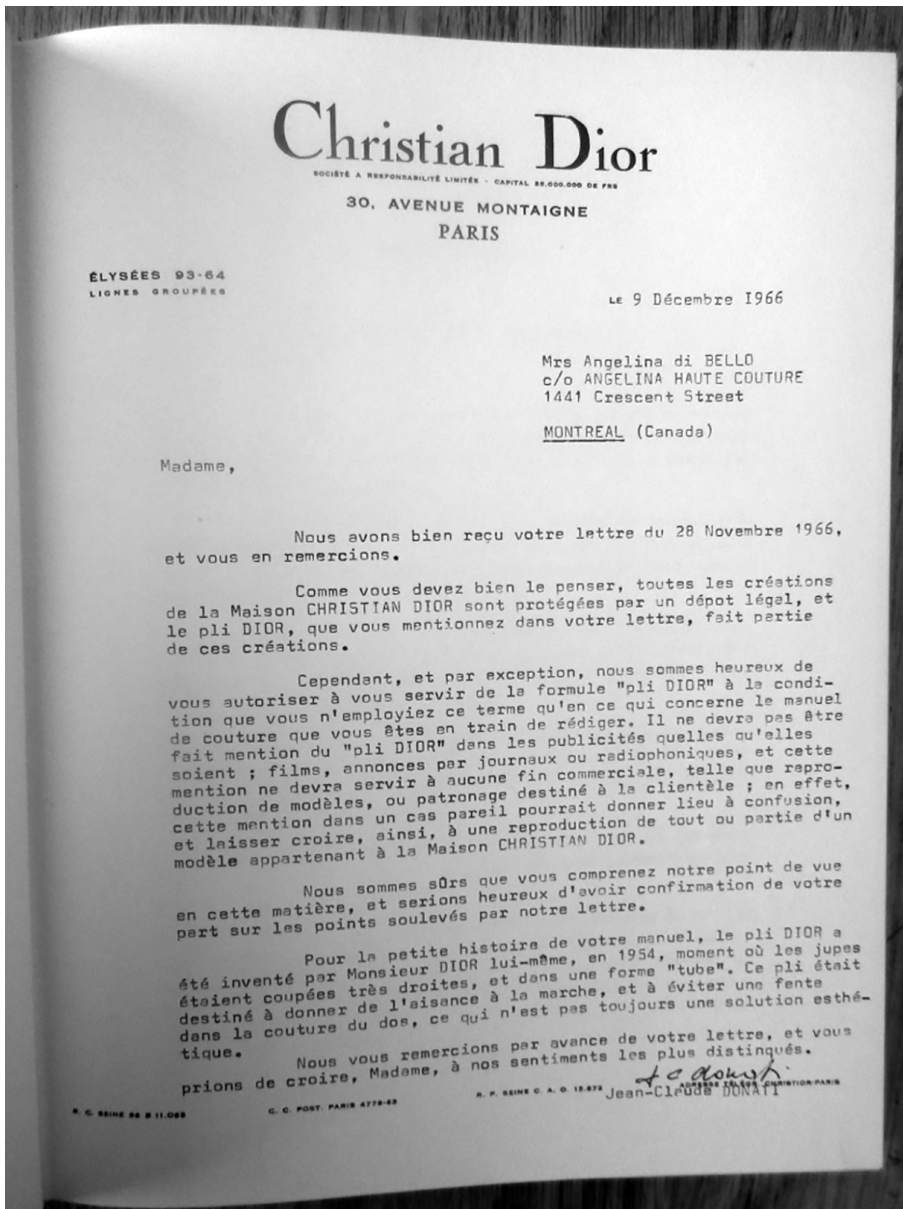 Christian Dior
SOCIÉTÉ A RESPONSABILITÉ LIMITÉE - CAPITAL DE FRS
30, AVENUE MONTAIGNE
PARIS
ÉLYSÉES 93-64
LIGNES GROUPÉES
LE 9 Décembre I966
Mrs Angelina di BELLO
c/o ANGELINA HAUTE COUTURE
1441 Crescent Street
MONTREAL (Canada)
Madame,
Nous avons bien reçu votre lettre du 28 Novembre 1966,
et vous en remercions.
Comme vous devez bien le penser, toutes les créations
de la Maison CHRISTIAN DIOR sont protégées par un dépot légal, et
le pli DIOR, que vous mentionnez dans votre lettre, fait partie
de ces créations.
Cependant, et par exception, nous sommes heureux de
vous autoriser à vous servir de la formule "pli DIOR" à la condi-
tion que vous n'employiez ce terme qu'en ce qui concerne le manuel
de couture que vous êtes en train de rédiger. Il ne devra pas être
fait mention du "pli DIOR" dans les publicités quelles qu'elles
soient ; films, annonces par journaux ou radiophoniques, et cette
mention ne devra servir à aucune fin commerciale, telle que repro-
duction de modèles, ou patronage destiné à la clientèle ; en effet,
cette mention dans un cas pareil pourrait donner lieu à confusion,
et laisser croire, ainsi, à une reproduction de tout ou partie d'un
modèle appartenant à la Maison CHRISTIAN DIOR.
Nous sommes sûrs que vous comprenez notre point de vue
en cette matière, et serions heureux d'avoir confirmation de votre
part sur les points soulevés par notre lettre.
Pour la petite histoire de votre manuel, le pli DIOR a
été inventé par Monsieur DIOR lui-même, en 1954, moment où les jupes
étaient coupées très droites, et dans une forme "tube". Ce pli était
destiné à donner de l'aisance à la marche, et à éviter une fente
dans la couture du dos, ce qui n'est pas toujours une solution esthé-
tique.
Nous vous remercions par avance de votre lettre, et vous
prions de croire, Madame, à nos sentiments les plus distingués.
Jean-Claude DONATI
R. C. SEINE 56 B 11.099
C. C. POST. PARIS 4779-49
R. P. SEINE C. A. O. 12.572
ADRESSE TÉLÉGR. CHRISTIOR-PARIS